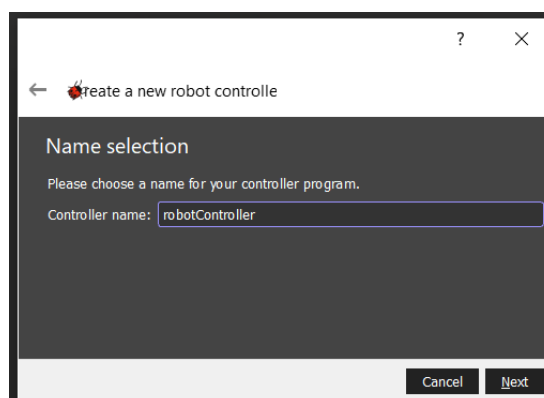 ?
reate a new robot controlle
Name selection
Please choose a name for your controller program.
Controller name: robotController
Cancel Next